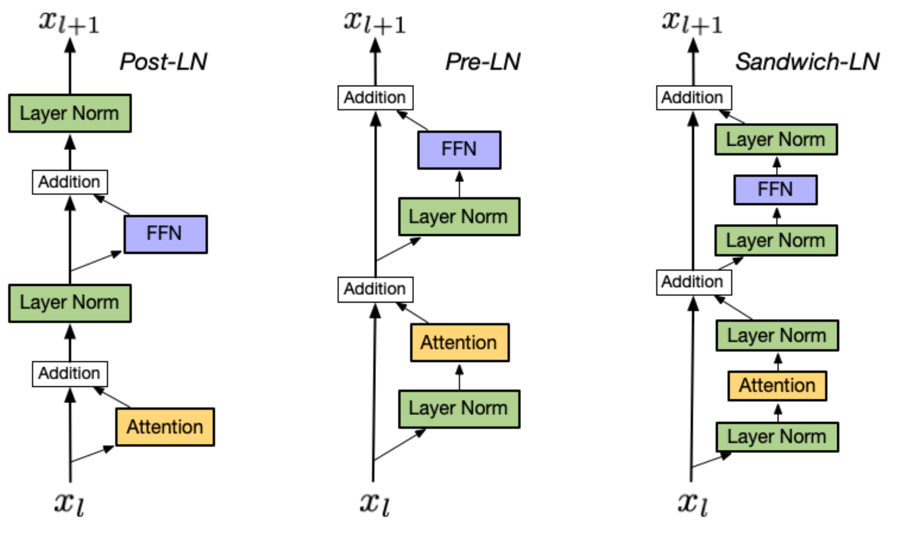 x_{l+1}
Post-LN
Layer Norm
Addition
FFN
Layer Norm
Addition
Attention
x_l
x_{l+1}
Pre-LN
Addition
FFN
Layer Norm
Addition
Attention
Layer Norm
x_l
x_{l+1}
Sandwich-LN
Addition
Layer Norm
FFN
Layer Norm
Addition
Layer Norm
Attention
Layer Norm
x_l